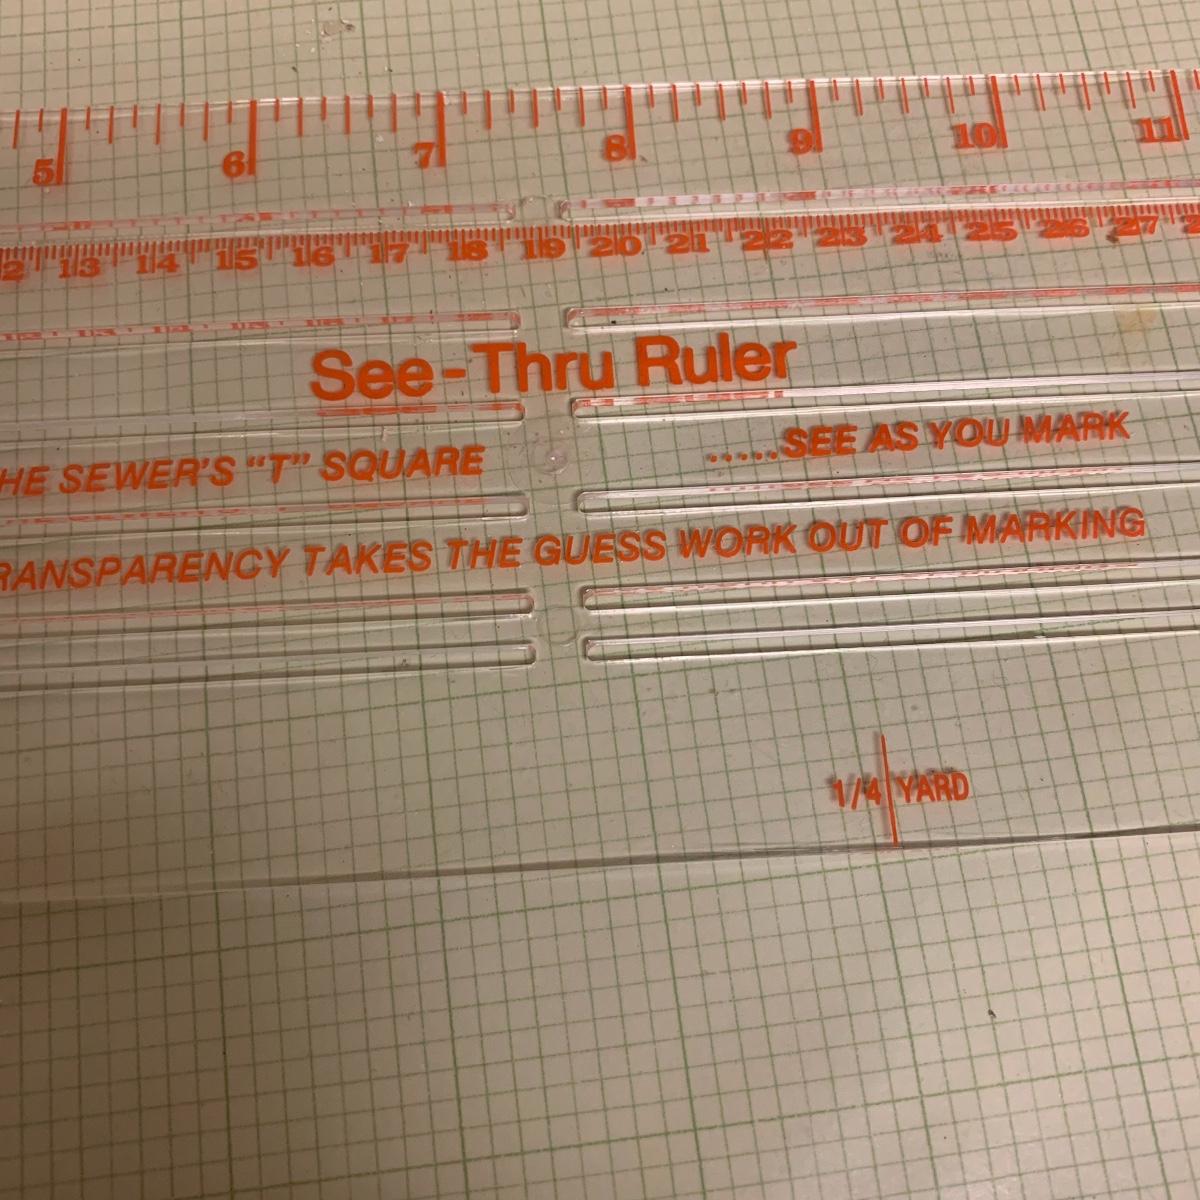 5 6 7 8 9 10 11
13 14 15 16 17 18 19 20 21 22 23 24 25 26 27
See-Thru Ruler
SEWER'S "T" SQUARE .....SEE AS YOU MARK
TAKES THE GUESS WORK OUT OF MARKING
1/4 YARD